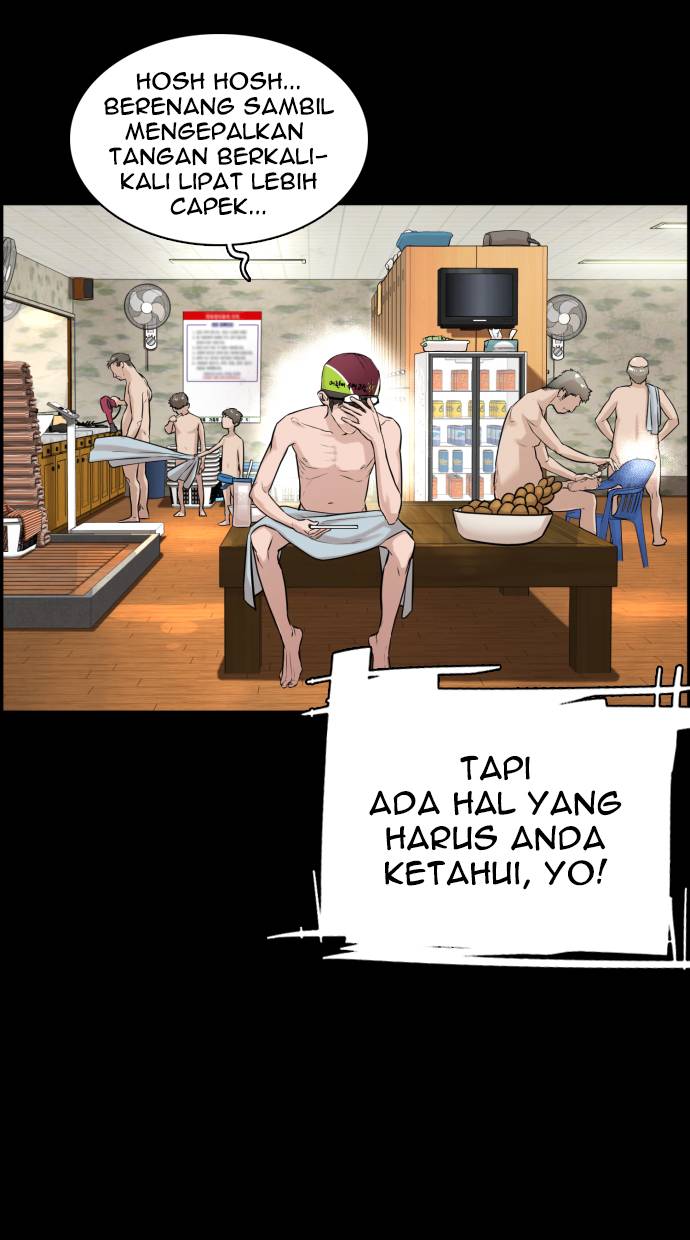 HOSH HOSH...
BERENANG SAMBIL
MENGEPALKAN
TANGAN BERKALI-
KALI LIPAT LEBIH
CAPEK...
TAPI
ADA HAL YANG
HARUS ANDA
KETAHUI, YO!